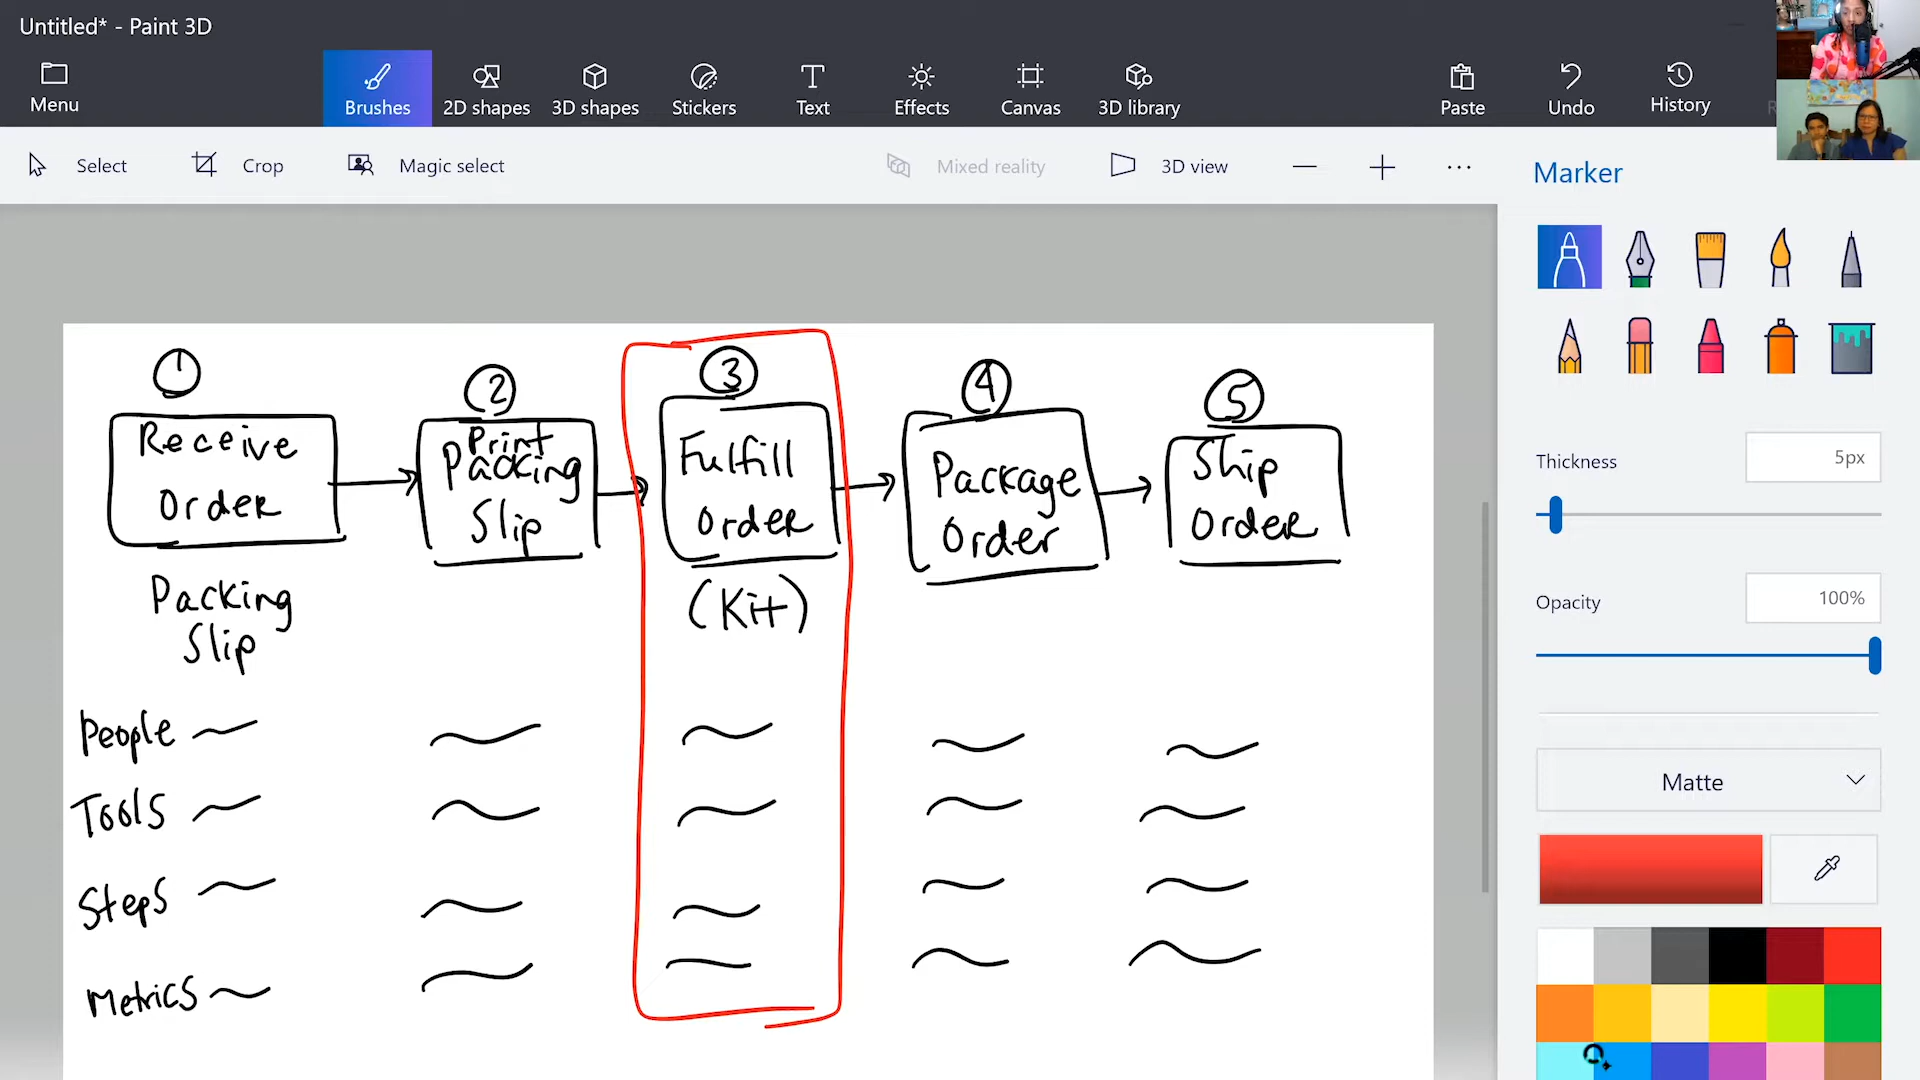 Untitled* - Paint 3D
Menu
Brushes
2D shapes
3D shapes
Stickers
Text
Effects
Canvas
3D library
Paste
Undo
History
Select
Crop
Magic select
Mixed reality
3D view
Marker
Thickness
5px
Opacity
100%
Matte
1
2
3
4
5
Receive
Order
Print
Packing
Slip
Fulfill
Order
Package
Order
Ship
Order
Packing
Slip
(Kit)
People
Tools
Steps
Metrics